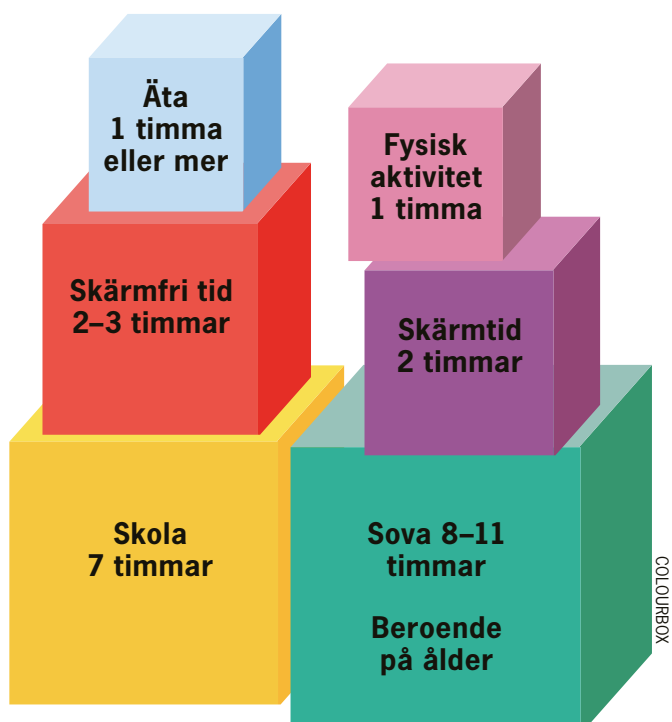 Äta
1 timma
eller mer
Fysisk
aktivitet
1 timma
Skärmfri tid
2–3 timmar
Skärmtid
2 timmar
Skola
7 timmar
Sova 8–11
timmar
Beroende
på ålder
COLOURBOX